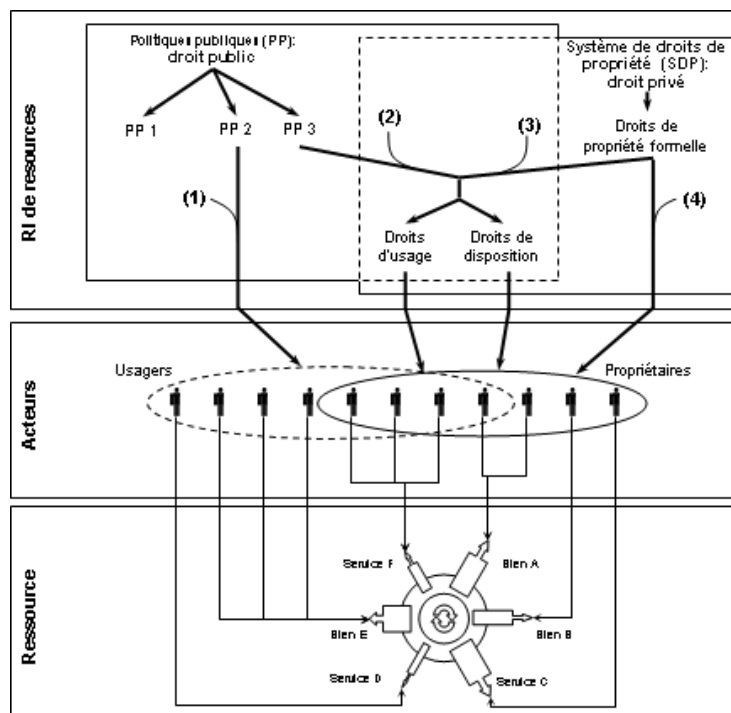 RI de resources
Politiques publiques (PP):
droit public
Système de droits de
propriété (SDP):
droit privé
PP 1
PP 2
PP 3
(2)
(3)
Droits de
propriété formelle
(1)
(4)
Droits
d'usage
Droits de
disposition
Acteurs
Usagers
Propriétaires
Ressource
Service F
Bien A
Bien E
Bien B
Service D
Service C